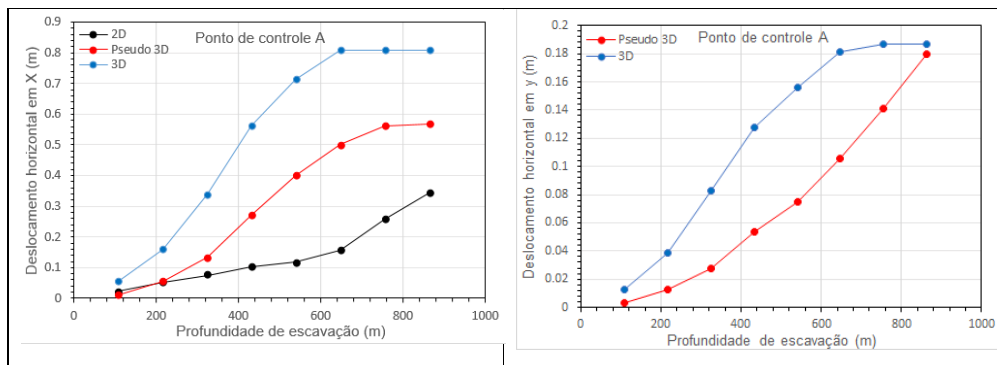 Deslocamento horizontal em X (m)
0.9
0.8
0.7
0.6
0.5
0.4
0.3
0.2
0.1
0
2D
Pseudo 3D
3D
Ponto de controle A
0 200 400 600 800 1000
Profundidade de escavação (m)
Deslocamento horizontal em y (m)
0.2
0.18
0.16
0.14
0.12
0.1
0.08
0.06
0.04
0.02
0
Pseudo 3D
3D
Ponto de controle A
0 200 400 600 800 1000
Profundidade de escavação (m)